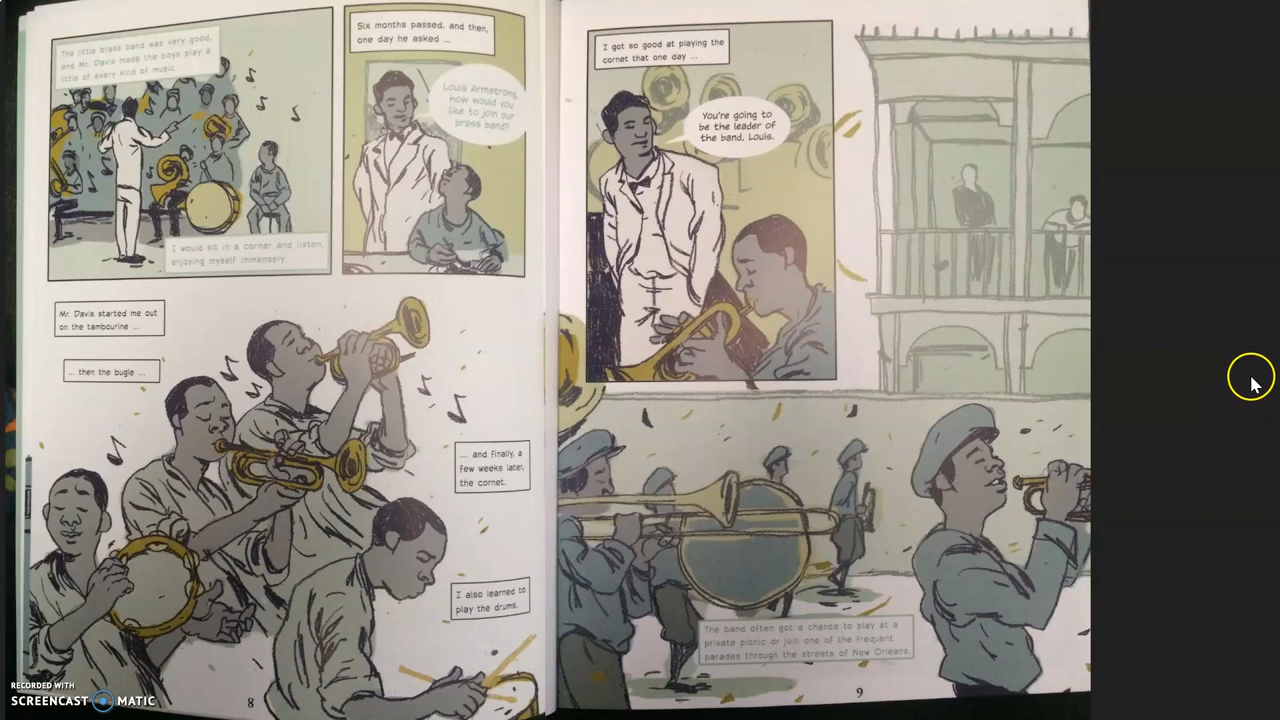 The little brass band was very good,
and Mr. Davis made the boys play a
little of every kind of music.
I would sit in a corner and listen,
enjoying myself immensely.
Six months passed, and then,
one day he asked ...
Louis Armstrong,
how would you
like to join our
brass band?
Mr. Davis started me out
on the tambourine ...
... then the bugle ...
... and finally, a
few weeks later,
the cornet.
I also learned to
play the drums.
8
I got so good at playing the
cornet that one day ...
You're going to
be the leader of
the band, Louis.
The band often got a chance to play at a
private picnic or join one of the frequent
parades through the streets of New Orleans.
9
RECORDED WITH
SCREENCAST MATIC